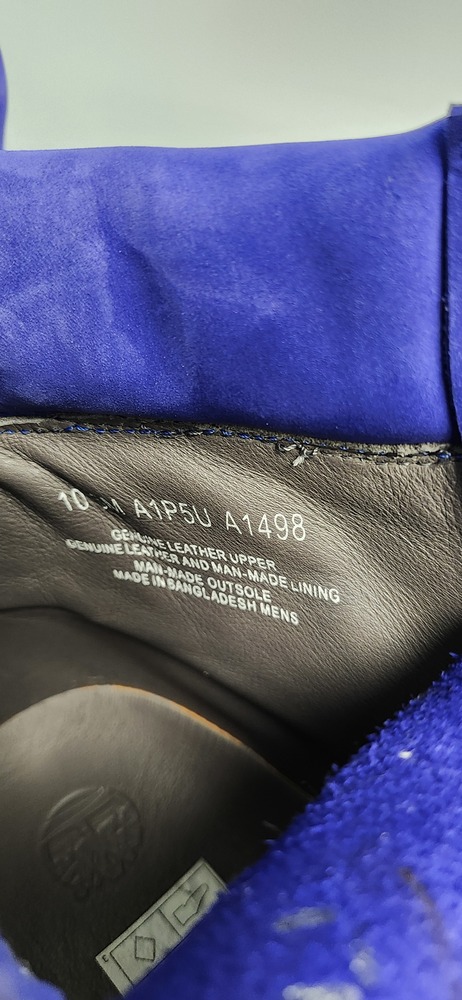 10 M A1P5U A1498
GENUINE LEATHER UPPER
GENUINE LEATHER AND MAN-MADE LINING
MAN-MADE OUTSOLE
MADE IN BANGLADESH MENS